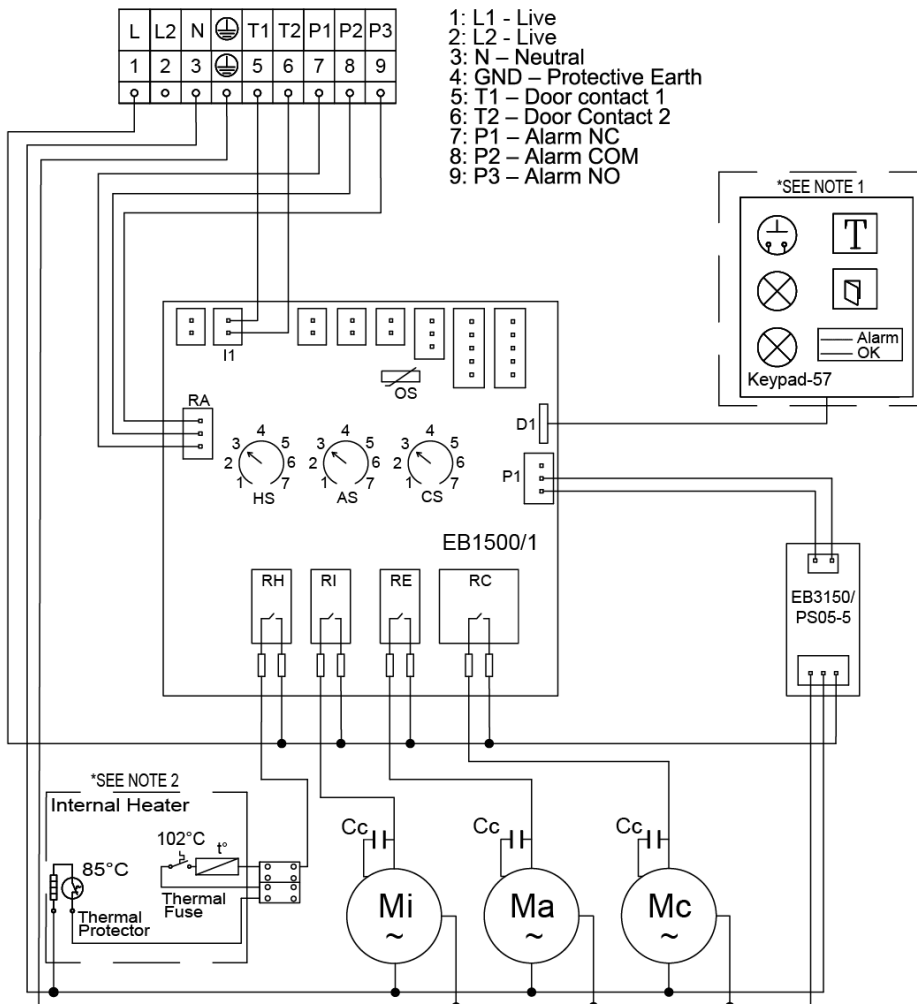 L L2 N T1 T2 P1 P2 P3
1 2 3 5 6 7 8 9
1: L1 - Live
2: L2 - Live
3: N – Neutral
4: GND – Protective Earth
5: T1 – Door contact 1
6: T2 – Door Contact 2
7: P1 – Alarm NC
8: P2 – Alarm COM
9: P3 – Alarm NO
*SEE NOTE 1
T
Alarm
OK
Keypad-57
I1
OS
RA
D1
P1
1 2 3 4 5 6 7
HS
1 2 3 4 5 6 7
AS
1 2 3 4 5 6 7
CS
EB1500/1
RH RI RE RC
EB3150/
PS05-5
*SEE NOTE 2
Internal Heater
102°C
t°
85°C
Thermal
Fuse
Thermal
Protector
Cc Cc Cc
Mi Ma Mc
~ ~ ~